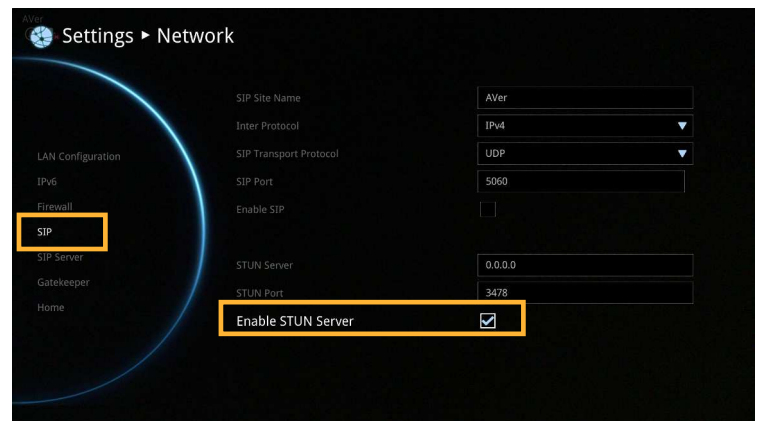 AVer
Settings ▸ Network
SIP Site Name AVer
Inter Protocol IPv4
LAN Configuration SIP Transport Protocol UDP
IPv6 SIP Port 5060
Firewall Enable SIP
SIP
SIP Server STUN Server 0.0.0.0
Gatekeeper STUN Port 3478
Home Enable STUN Server